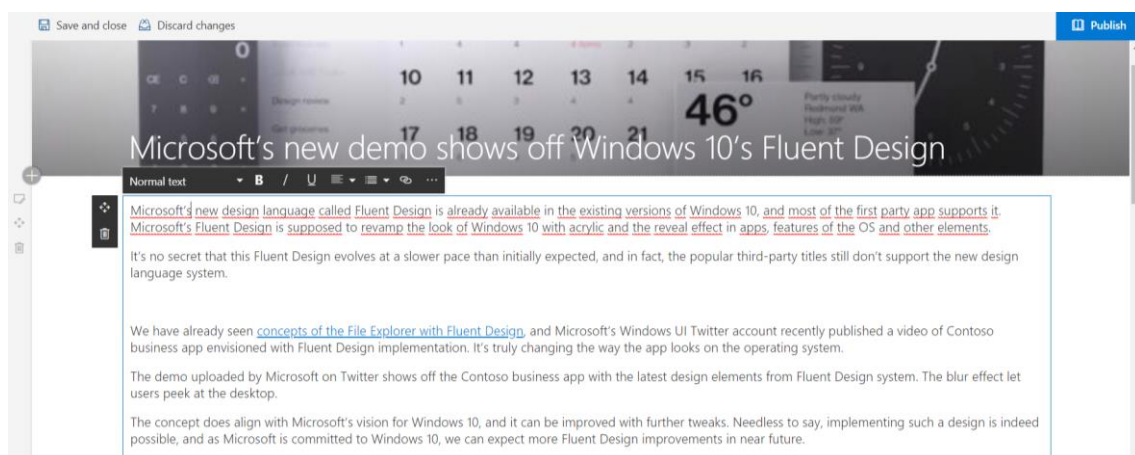 Save and close Discard changes Publish
0
10 11 12 13 14 15 16
CE C
7 8 9
Design review
46°
Partly cloudy
Redmond WA
17 18 19 20 21
Microsoft's new demo shows off Windows 10's Fluent Design
Normal text B I U ...
Microsoft's new design language called Fluent Design is already available in the existing versions of Windows 10, and most of the first party app supports it.
Microsoft's Fluent Design is supposed to revamp the look of Windows 10 with acrylic and the reveal effect in apps, features of the OS and other elements.
It's no secret that this Fluent Design evolves at a slower pace than initially expected, and in fact, the popular third-party titles still don't support the new design
language system.
We have already seen concepts of the File Explorer with Fluent Design, and Microsoft's Windows UI Twitter account recently published a video of Contoso
business app envisioned with Fluent Design implementation. It's truly changing the way the app looks on the operating system.
The demo uploaded by Microsoft on Twitter shows off the Contoso business app with the latest design elements from Fluent Design system. The blur effect let
users peek at the desktop.
The concept does align with Microsoft's vision for Windows 10, and it can be improved with further tweaks. Needless to say, implementing such a design is indeed
possible, and as Microsoft is committed to Windows 10, we can expect more Fluent Design improvements in near future.